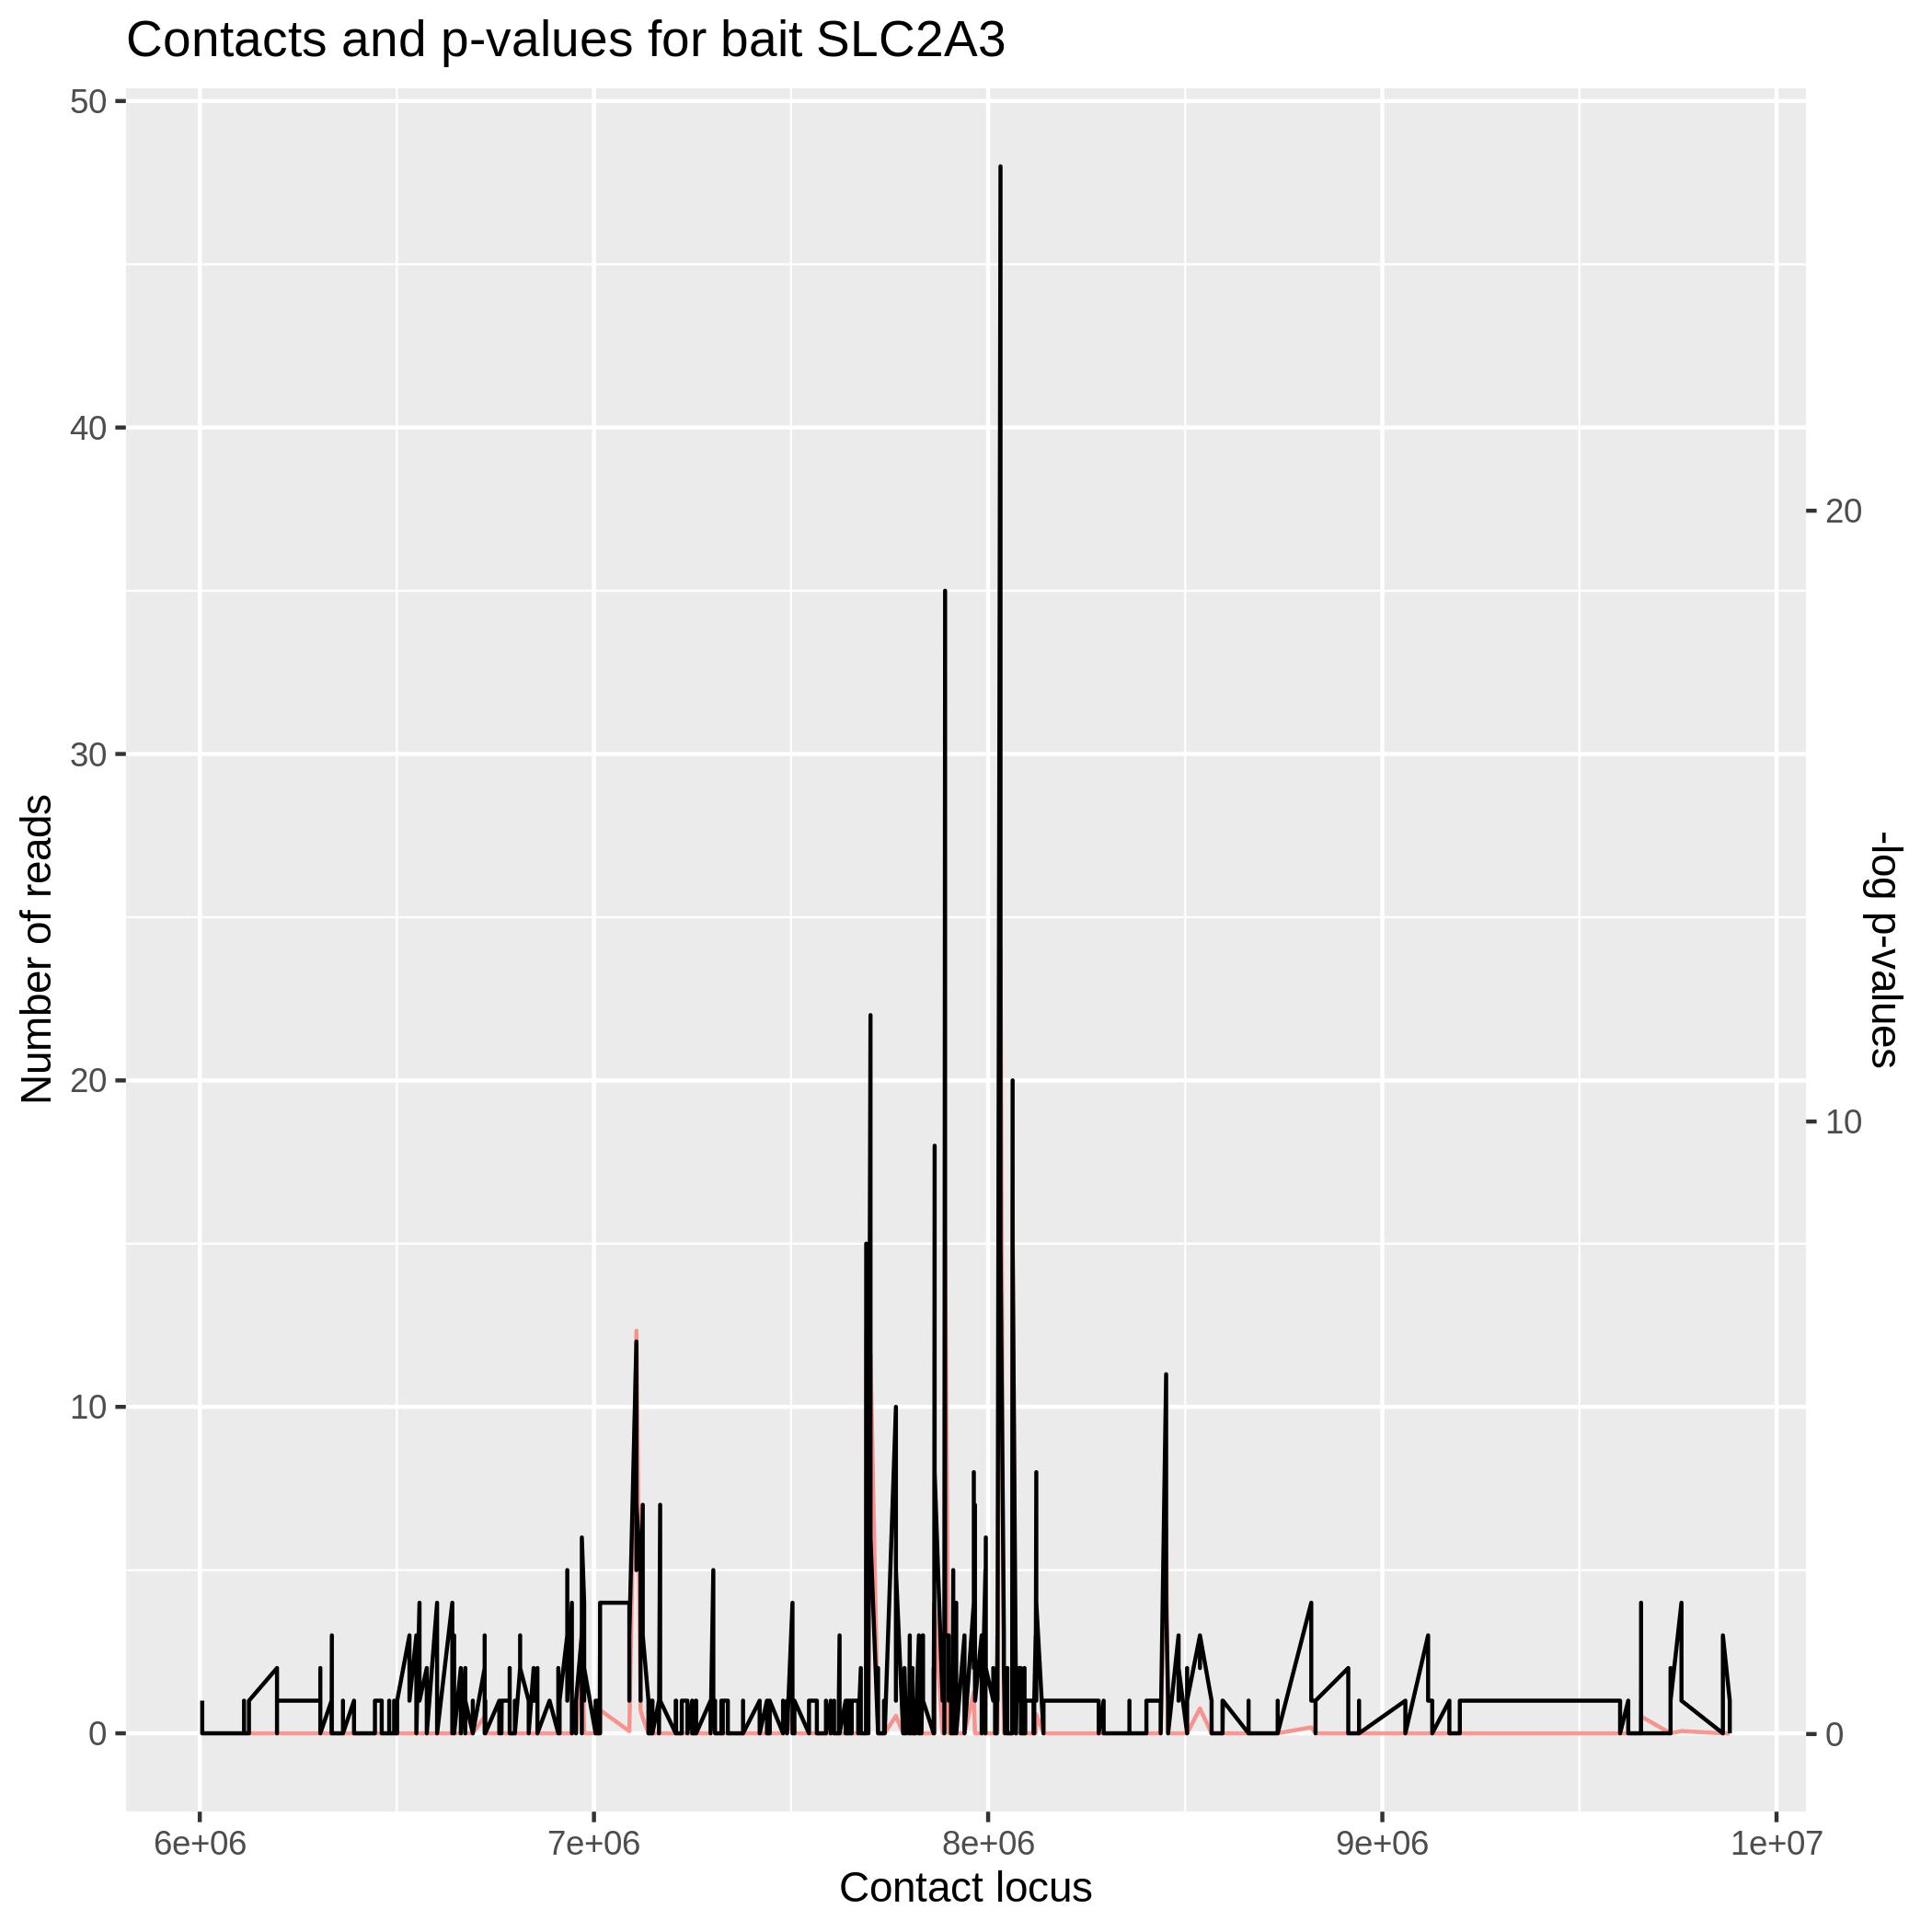 Contacts and p-values for bait SLC2A3
50
40
30
20
10
0
Number of reads
20
10
0
-log p-values
6e+06 7e+06 8e+06 9e+06 1e+07
Contact locus